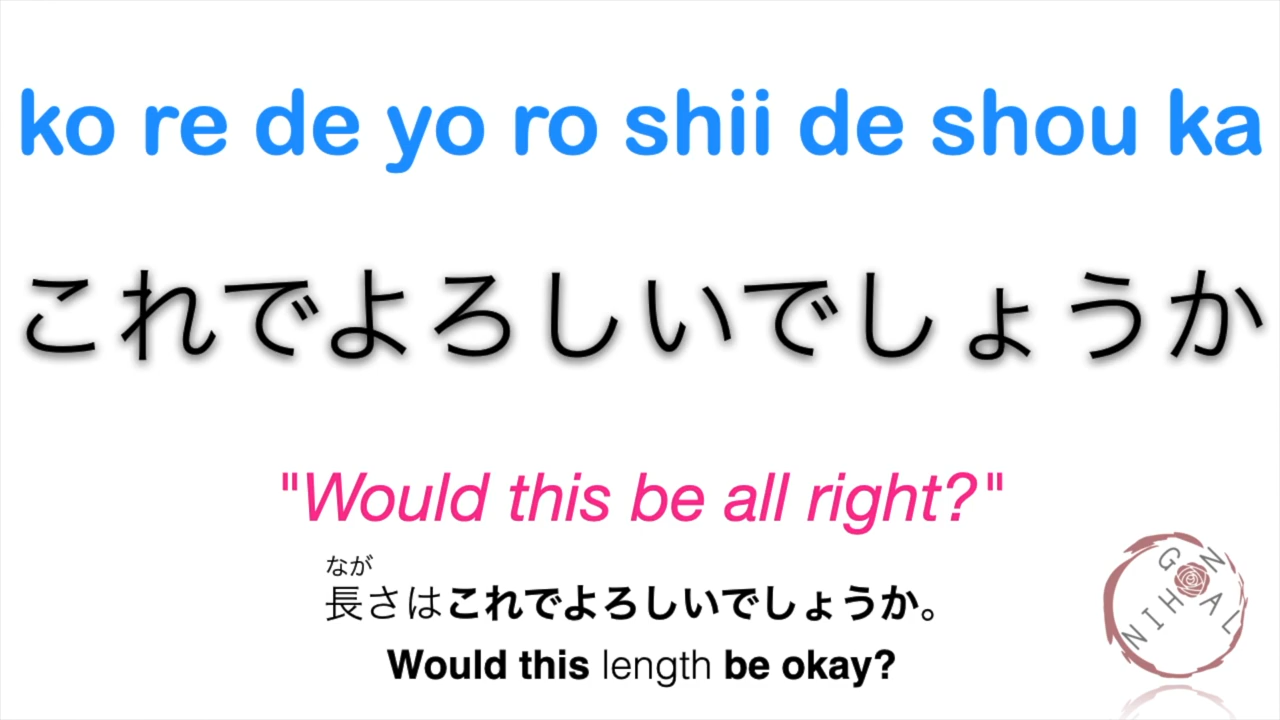 ko re de yo ro shii de shou ka
これでよろしいでしょうか
"Would this be all right?"
なが
長さはこれでよろしいでしょうか。
Would this length be okay?
NIHONGO AL